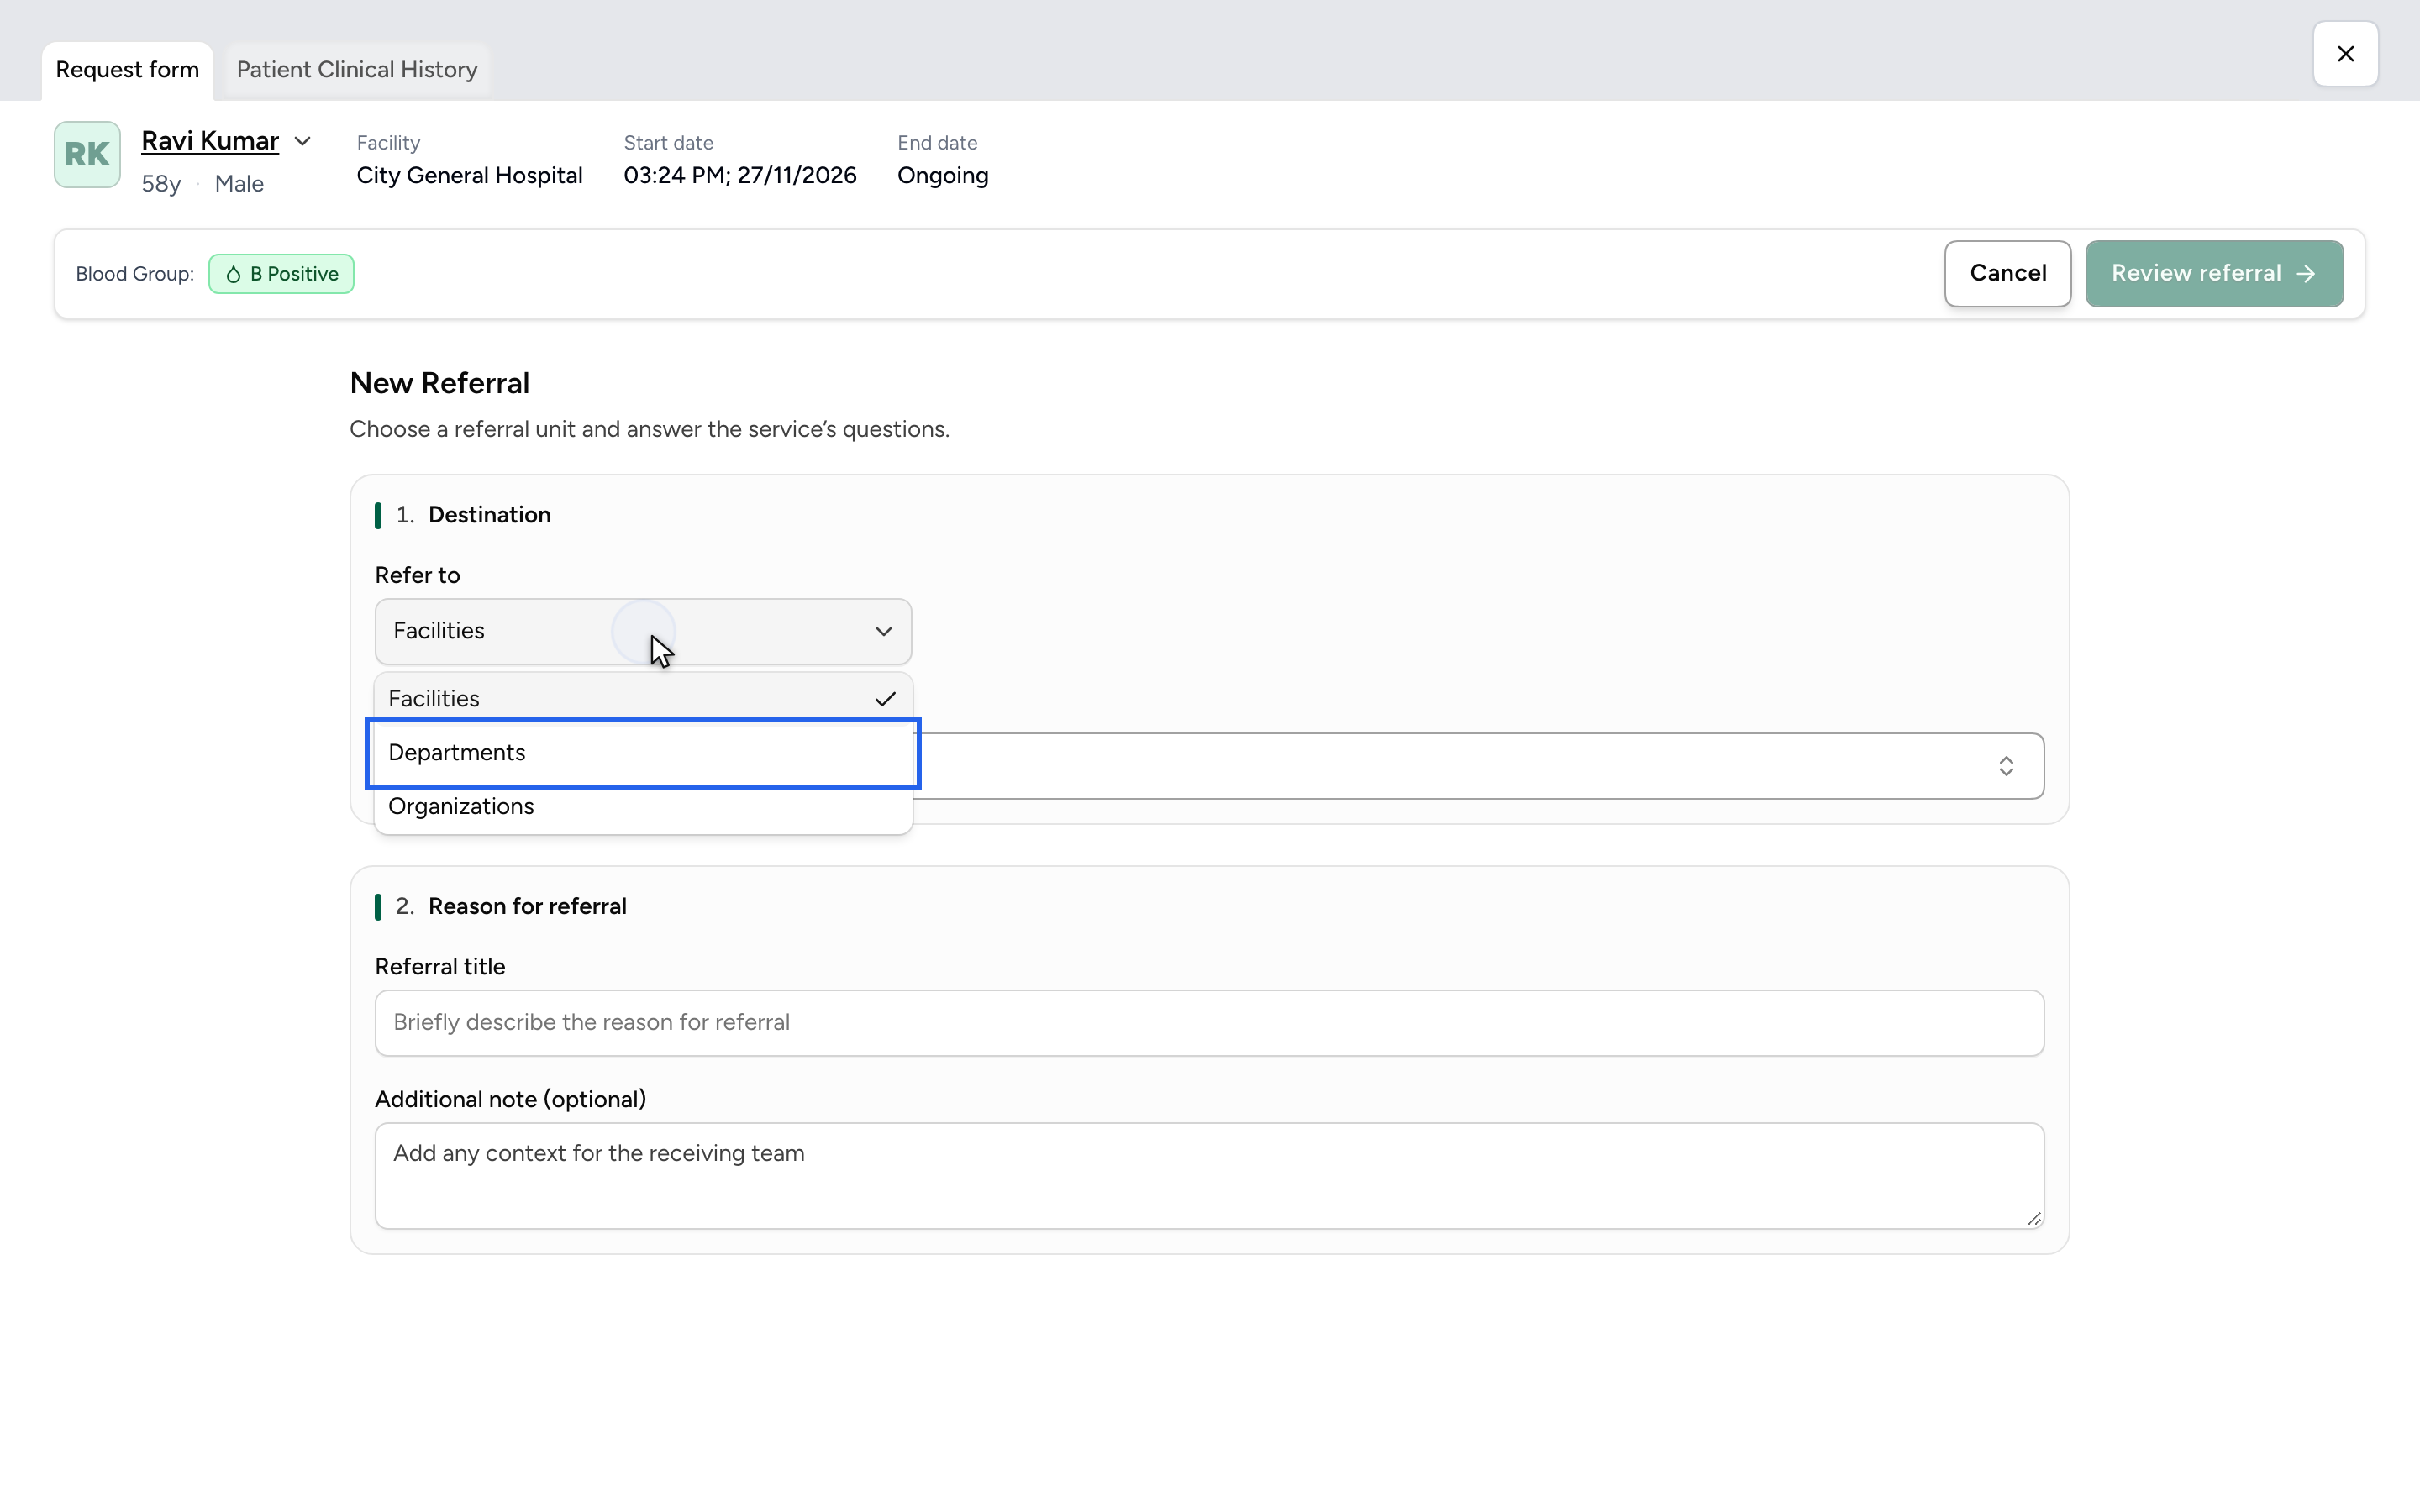 Request form
Patient Clinical History
RK
Ravi Kumar
58y · Male
Facility
City General Hospital
Start date
03:24 PM; 27/11/2026
End date
Ongoing
Blood Group:
B Positive
Cancel
Review referral
New Referral
Choose a referral unit and answer the service’s questions.
1. Destination
Refer to
Facilities
Facilities
Departments
Organizations
2. Reason for referral
Referral title
Briefly describe the reason for referral
Additional note (optional)
Add any context for the receiving team